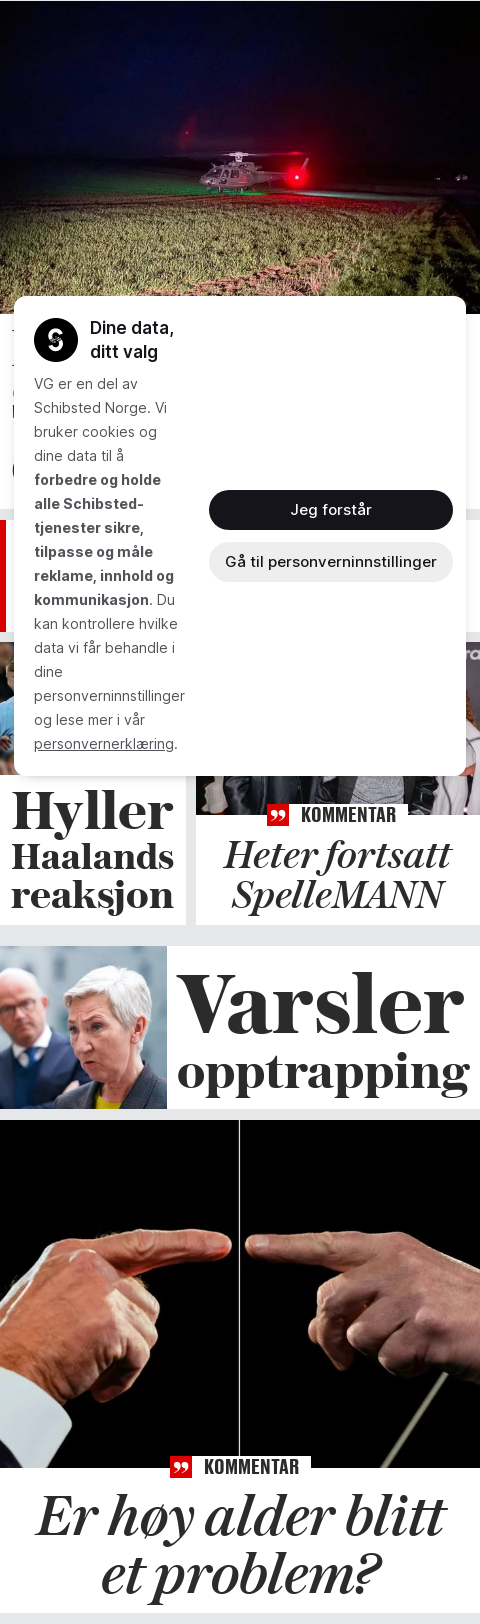 Dine data,
ditt valg
VG er en del av
Schibsted Norge. Vi
bruker cookies og
dine data til å
forbedre og holde
alle Schibsted-
tjenester sikre,
tilpasse og måle
reklame, innhold og
kommunikasjon. Du
kan kontrollere hvilke
data vi får behandle i
dine
personverninnstillinger
og lese mer i vår
personvernerklæring.
Jeg forstår
Gå til personverninnstillinger
Hyller
Haalands
reaksjon
KOMMENTAR
Heter fortsatt
SpelleMANN
Varsler
opptrapping
KOMMENTAR
Er høy alder blitt
et problem?